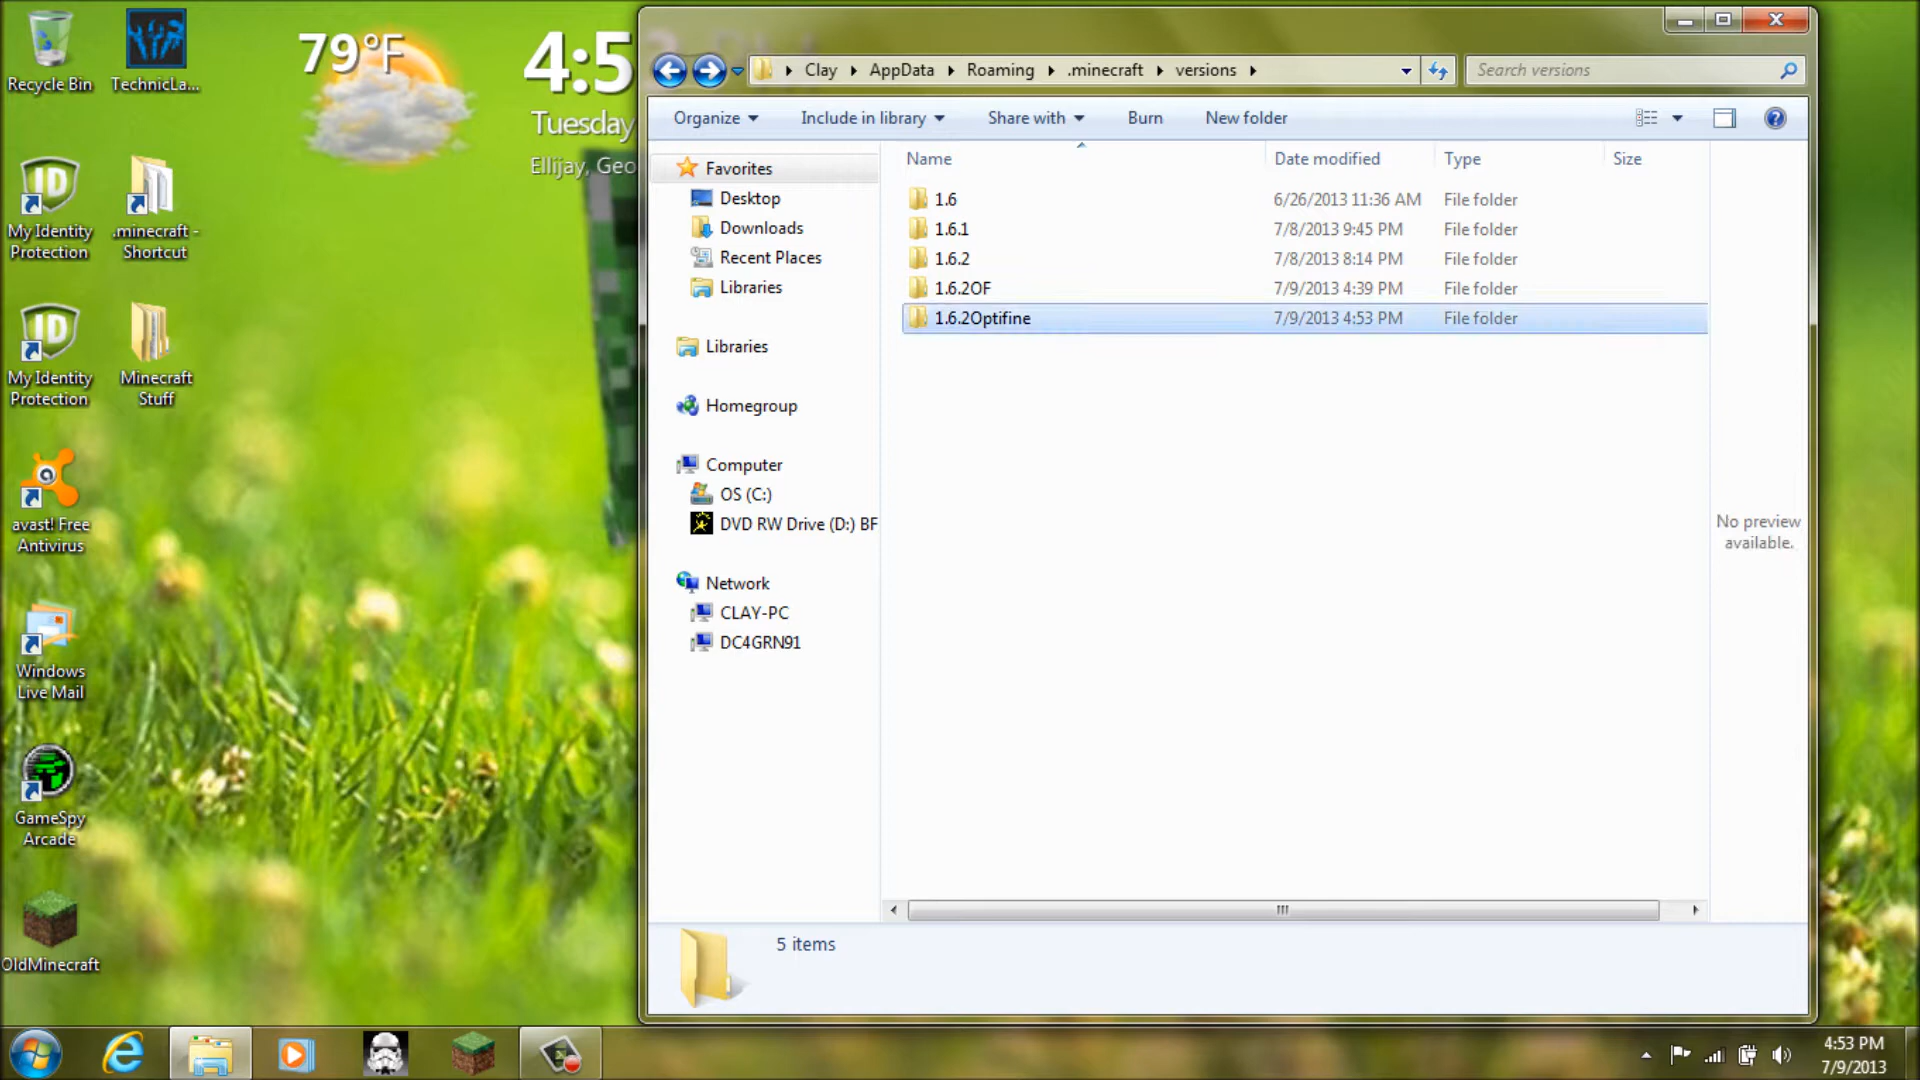 Recycle Bin
TechnicLa...
My Identity
Protection
.minecraft -
Shortcut
My Identity
Protection
Minecraft
Stuff
avast! Free
Antivirus
Windows
Live Mail
GameSpy
Arcade
OldMinecraft
79°F
4:5
Tuesday
Ellijay, Geo
Clay
AppData
Roaming
.minecraft
versions
Search versions
Organize
Include in library
Share with
Burn
New folder
Favorites
Desktop
Downloads
Recent Places
Libraries
Libraries
Homegroup
Computer
OS (C:)
DVD RW Drive (D:) BF
Network
CLAY-PC
DC4GRN91
Name Date modified Type Size
1.6 6/26/2013 11:36 AM File folder
1.6.1 7/8/2013 9:45 PM File folder
1.6.2 7/8/2013 8:14 PM File folder
1.6.2OF 7/9/2013 4:39 PM File folder
1.6.2Optifine 7/9/2013 4:53 PM File folder
No preview
available.
5 items
4:53 PM
7/9/2013